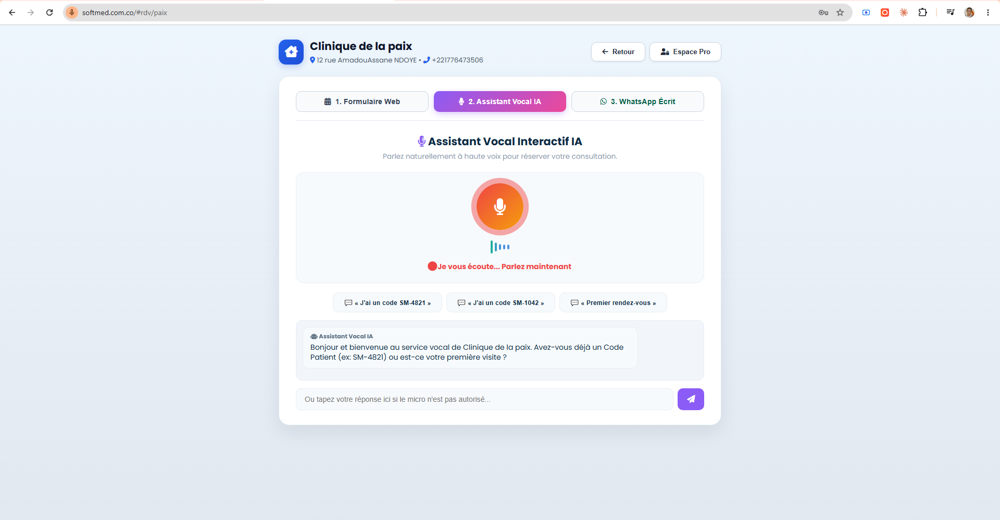 softmed.com.co/#rdv/paix
Clinique de la paix
12 rue AmadouAssane NDOYE • +221776473506
Retour
Espace Pro
1. Formulaire Web
2. Assistant Vocal IA
3. WhatsApp Écrit
Assistant Vocal Interactif IA
Parlez naturellement à haute voix pour réserver votre consultation.
Je vous écoute... Parlez maintenant
« J'ai un code SM-4821 »
« J'ai un code SM-1042 »
« Premier rendez-vous »
Assistant Vocal IA
Bonjour et bienvenue au service vocal de Clinique de la paix. Avez-vous déjà un Code
Patient (ex: SM-4821) ou est-ce votre première visite ?
Ou tapez votre réponse ici si le micro n'est pas autorisé...